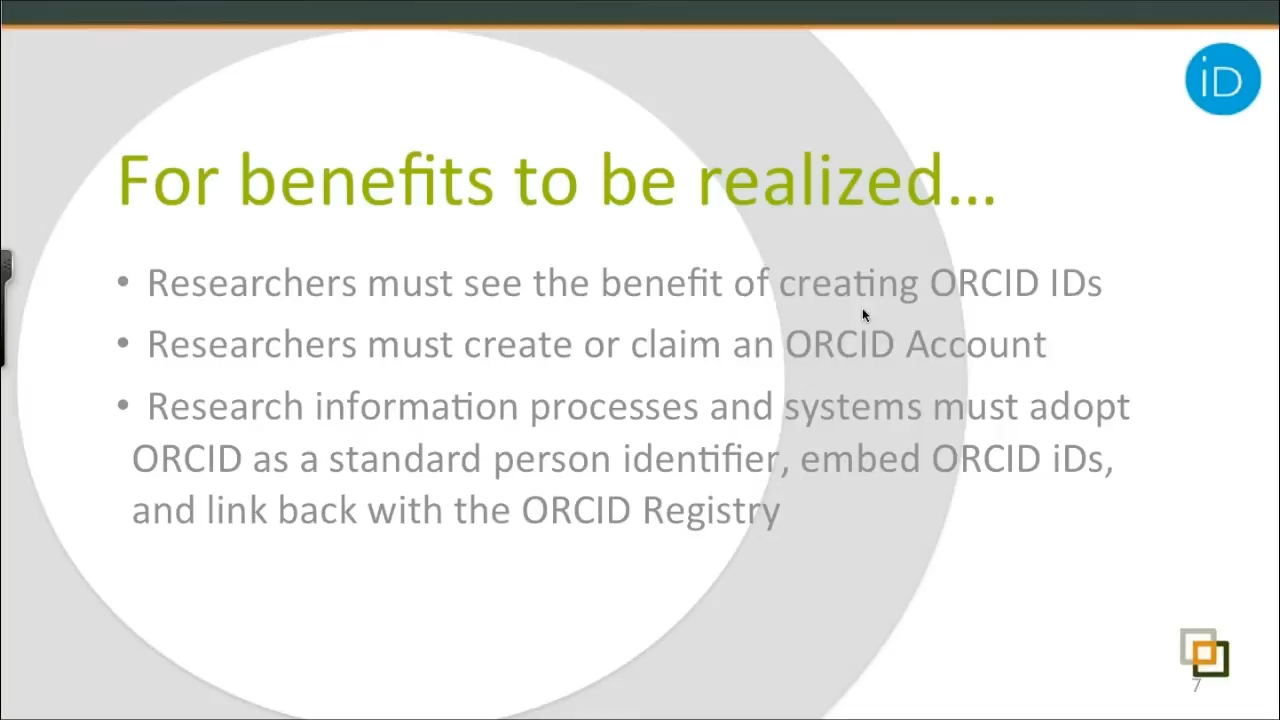 iD
For benefits to be realized...
• Researchers must see the benefit of creating ORCID IDs
• Researchers must create or claim an ORCID Account
• Research information processes and systems must adopt
ORCID as a standard person identifier, embed ORCID iDs,
and link back with the ORCID Registry
7